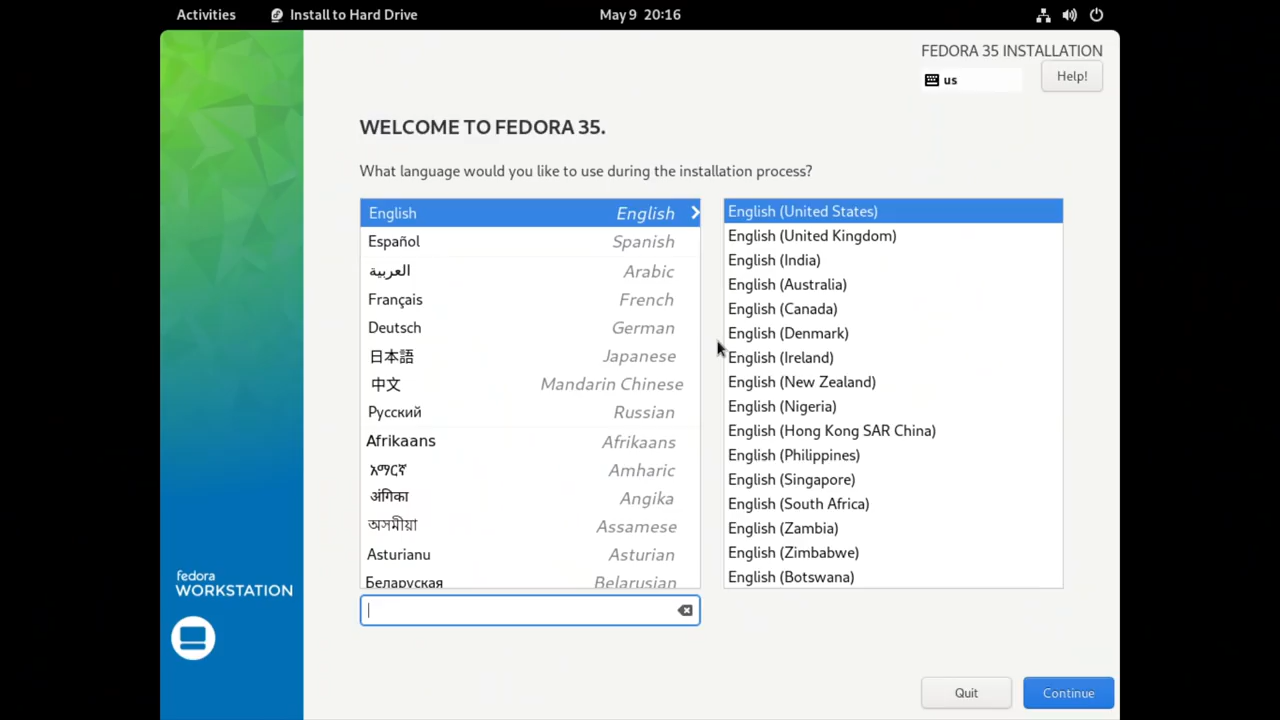 Activities Install to Hard Drive May 9 20:16
FEDORA 35 INSTALLATION
us Help!
WELCOME TO FEDORA 35.
What language would you like to use during the installation process?
English English
Español Spanish
العربية Arabic
Français French
Deutsch German
日本語 Japanese
中文 Mandarin Chinese
Русский Russian
Afrikaans Afrikaans
አማርኛ Amharic
अंगिका Angika
অসমীয়া Assamese
Asturianu Asturian
Беларуская Belarusian
English (United States)
English (United Kingdom)
English (India)
English (Australia)
English (Canada)
English (Denmark)
English (Ireland)
English (New Zealand)
English (Nigeria)
English (Hong Kong SAR China)
English (Philippines)
English (Singapore)
English (South Africa)
English (Zambia)
English (Zimbabwe)
English (Botswana)
fedora
WORKSTATION
Quit Continue